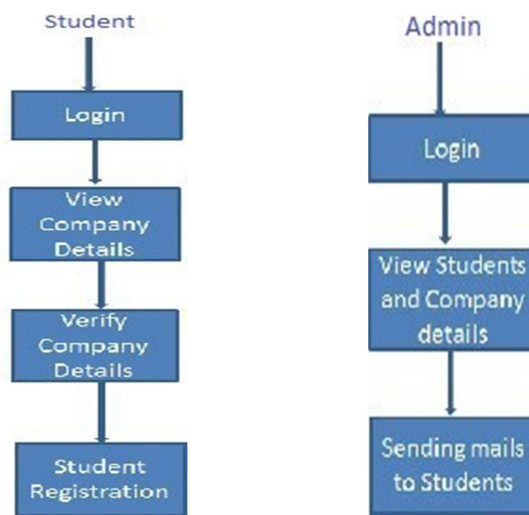 Student
Login
View
Company
Details
Verify
Company
Details
Student
Registration
Admin
Login
View Students
and Company
details
Sending mails
to Students